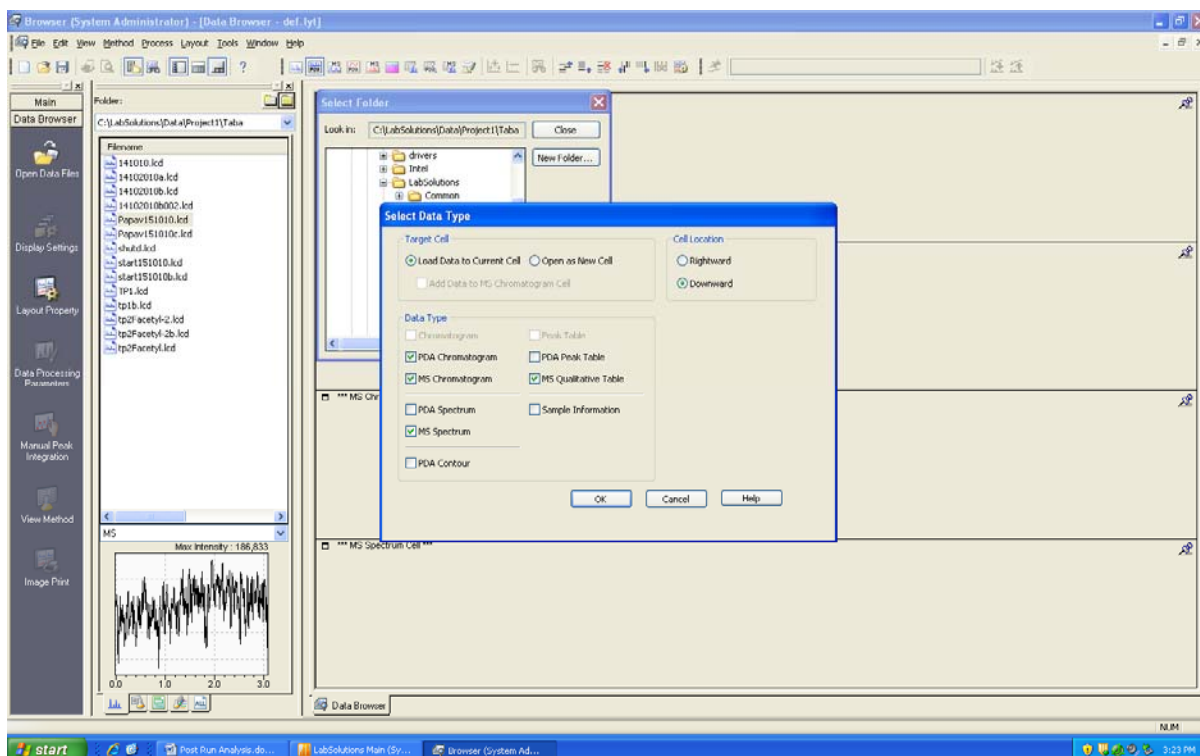 Browser (System Administrator) - [Data Browser - def.lyt]
File Edit View Method Process Layout Tools Window Help
Main
Data Browser
Open Data Files
Display Settings
Layout Property
Data Processing
Parameters
Manual Peak
Integration
View Method
Image Print
Folder:
C:\LabSolutions\Data\Project1\Taba
Filename
141010.lcd
14102010a.lcd
14102010b.lcd
14102010b002.lcd
Papav151010.lcd
Papav151010c.lcd
shutd.lcd
start151010.lcd
start151010b.lcd
TP1.lcd
tp1b.lcd
tp2Facetyl-2.lcd
tp2Facetyl-2b.lcd
tp2Facetyl.lcd
MS
Max Intensity : 186,833
0.0 1.0 2.0 3.0
Select Folder
Look in: C:\LabSolutions\Data\Project1\Taba Close
New Folder...
drivers
Intel
LabSolutions
Common
Select Data Type
Target Cell
Load Data to Current Cell Open as New Cell
Add Data to MS Chromatogram Cell
Cell Location
Rightward
Downward
Data Type
Chromatogram Peak Table
PDA Chromatogram PDA Peak Table
MS Chromatogram MS Qualitative Table
PDA Spectrum Sample Information
MS Spectrum
PDA Contour
OK Cancel Help
*** MS Chr
*** MS Spectrum Cell ***
Data Browser
NUM
start Post Run Analysis.do... LabSolutions Main (Sy... Browser (System Ad... 3:23 PM